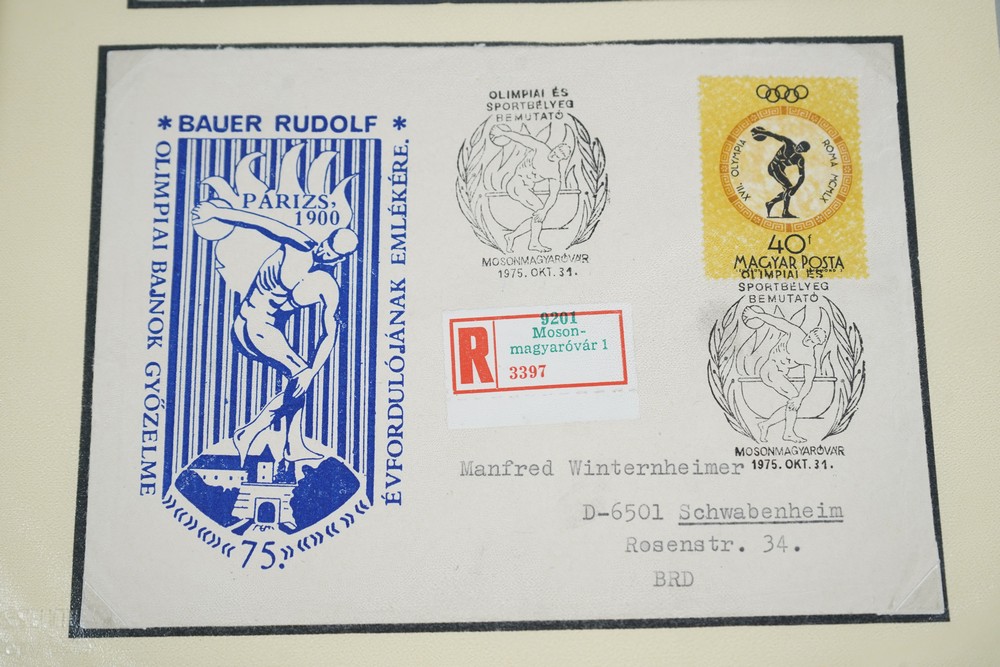 * BAUER RUDOLF *
OLIMPIAI BAJNOK GYŐZELME
PÁRIZS,
1900
ÉVFORDULÓJÁNAK EMLÉKÉRE.
75.
OLIMPIAI ÉS
SPORTBÉLYEG
BEMUTATÓ
MOSONMAGYARÓVÁR
1975. OKT. 31.
XVII. OLYMPIA
ROMA MCMLX
40f
MAGYAR POSTA
OLIMPIAI ÉS
SPORTBÉLYEG
BEMUTATÓ
MOSONMAGYARÓVÁR
1975. OKT. 31.
R
9201
Moson-
magyaróvár 1
3397
Manfred Winternheimer
D-6501 Schwabenheim
Rosenstr. 34.
BRD